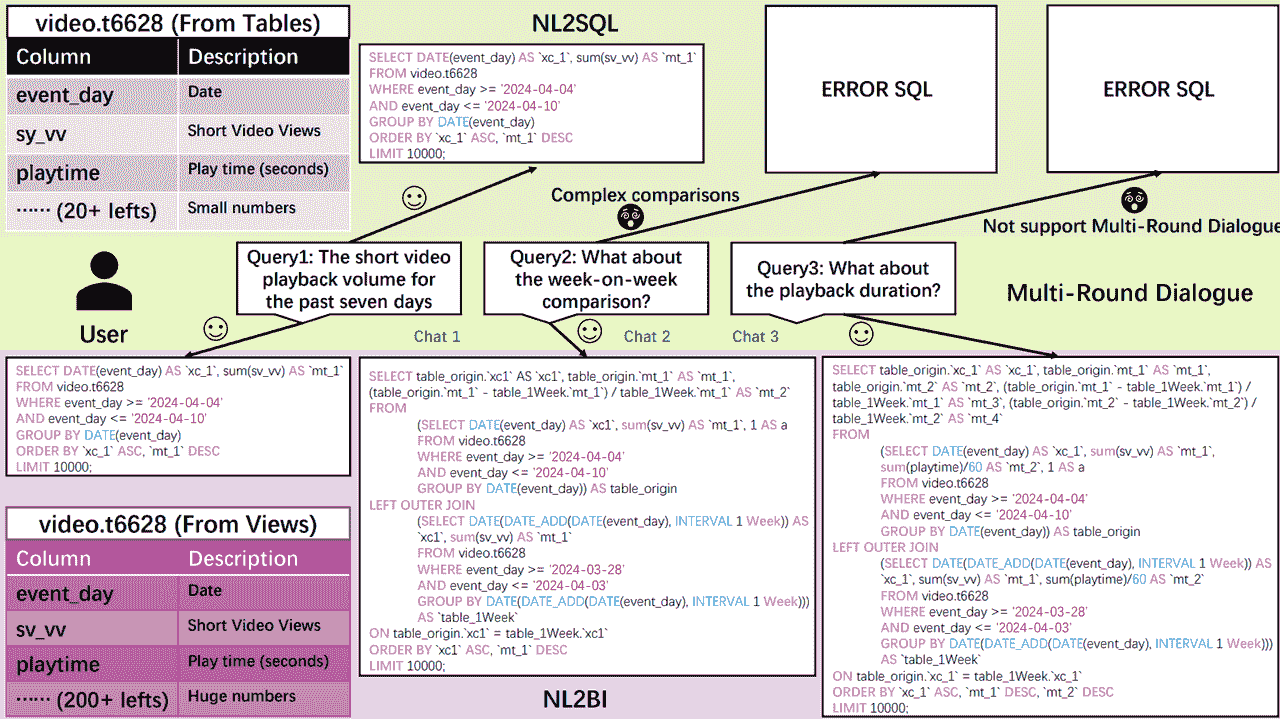 video.t6628 (From Tables)
Column Description
event_day Date
sy_vv Short Video Views
playtime Play time (seconds)
…… (20+ lefts) Small numbers
NL2SQL
SELECT DATE(event_day) AS `xc_1`, sum(sv_vv) AS `mt_1`
FROM video.t6628
WHERE event_day >= '2024-04-04'
AND event_day <= '2024-04-10'
GROUP BY DATE(event_day)
ORDER BY `xc_1` ASC, `mt_1` DESC
LIMIT 10000;
ERROR SQL
ERROR SQL
Complex comparisons
Not support Multi-Round Dialogue
User
Query1: The short video
playback volume for
the past seven days
Query2: What about
the week-on-week
comparison?
Query3: What about
the playback duration?
Multi-Round Dialogue
Chat 1
Chat 2
Chat 3
SELECT DATE(event_day) AS `xc_1`, sum(sv_vv) AS `mt_1`
FROM video.t6628
WHERE event_day >= '2024-04-04'
AND event_day <= '2024-04-10'
GROUP BY DATE(event_day)
ORDER BY `xc_1` ASC, `mt_1` DESC
LIMIT 10000;
video.t6628 (From Views)
Column Description
event_day Date
sv_vv Short Video Views
playtime Play time (seconds)
…… (200+ lefts) Huge numbers
SELECT table_origin.`xc1` AS `xc1`, table_origin.`mt_1` AS `mt_1`,
(table_origin.`mt_1` - table_1Week.`mt_1`) / table_1Week.`mt_1` AS `mt_2`
FROM
(SELECT DATE(event_day) AS `xc1`, sum(sv_vv) AS `mt_1`, 1 AS a
FROM video.t6628
WHERE event_day >= '2024-04-04'
AND event_day <= '2024-04-10'
GROUP BY DATE(event_day)) AS table_origin
LEFT OUTER JOIN
(SELECT DATE(DATE_ADD(DATE(event_day), INTERVAL 1 Week)) AS
`xc1`, sum(sv_vv) AS `mt_1`
FROM video.t6628
WHERE event_day >= '2024-03-28'
AND event_day <= '2024-04-03'
GROUP BY DATE(DATE_ADD(DATE(event_day), INTERVAL 1 Week)))
AS `table_1Week`
ON table_origin.`xc1` = table_1Week.`xc1`
ORDER BY `xc1` ASC, `mt_1` DESC
LIMIT 10000;
NL2BI
SELECT table_origin.`xc_1` AS `xc_1`, table_origin.`mt_1` AS `mt_1`,
table_origin.`mt_2` AS `mt_2`, (table_origin.`mt_1` - table_1Week.`mt_1`) /
table_1Week.`mt_1` AS `mt_3`, (table_origin.`mt_2` - table_1Week.`mt_2`) /
table_1Week.`mt_2` AS `mt_4`
FROM
(SELECT DATE(event_day) AS `xc_1`, sum(sv_vv) AS `mt_1`,
sum(playtime)/60 AS `mt_2`, 1 AS a
FROM video.t6628
WHERE event_day >= '2024-04-04'
AND event_day <= '2024-04-10'
GROUP BY DATE(event_day)) AS table_origin
LEFT OUTER JOIN
(SELECT DATE(DATE_ADD(DATE(event_day), INTERVAL 1 Week)) AS
`xc_1`, sum(sv_vv) AS `mt_1`, sum(playtime)/60 AS `mt_2`
FROM video.t6628
WHERE event_day >= '2024-03-28'
AND event_day <= '2024-04-03'
GROUP BY DATE(DATE_ADD(DATE(event_day), INTERVAL 1 Week)))
AS `table_1Week`
ON table_origin.`xc_1` = table_1Week.`xc_1`
ORDER BY `xc_1` ASC, `mt_1` DESC, `mt_2` DESC
LIMIT 10000;